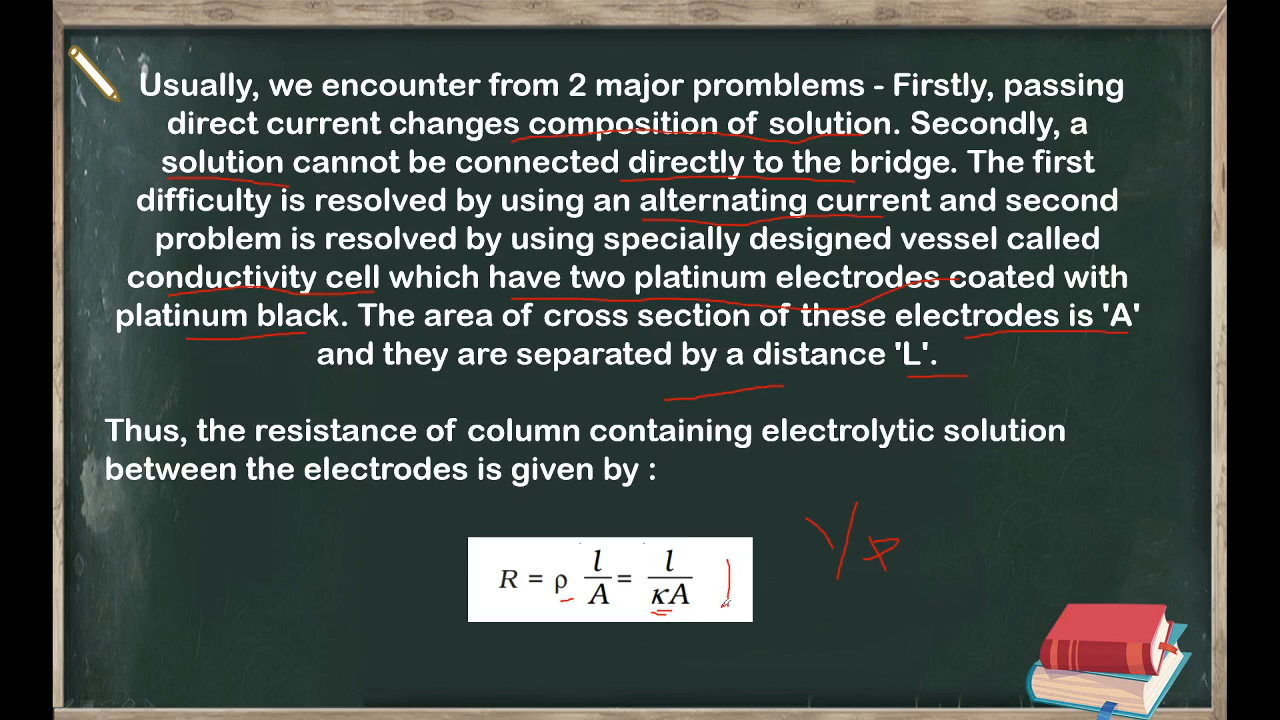 Usually, we encounter from 2 major promblems - Firstly, passing
direct current changes composition of solution. Secondly, a
solution cannot be connected directly to the bridge. The first
difficulty is resolved by using an alternating current and second
problem is resolved by using specially designed vessel called
conductivity cell which have two platinum electrodes coated with
platinum black. The area of cross section of these electrodes is 'A'
and they are separated by a distance 'L'.
Thus, the resistance of column containing electrolytic solution
between the electrodes is given by :
R = ρ l/A = l/κA